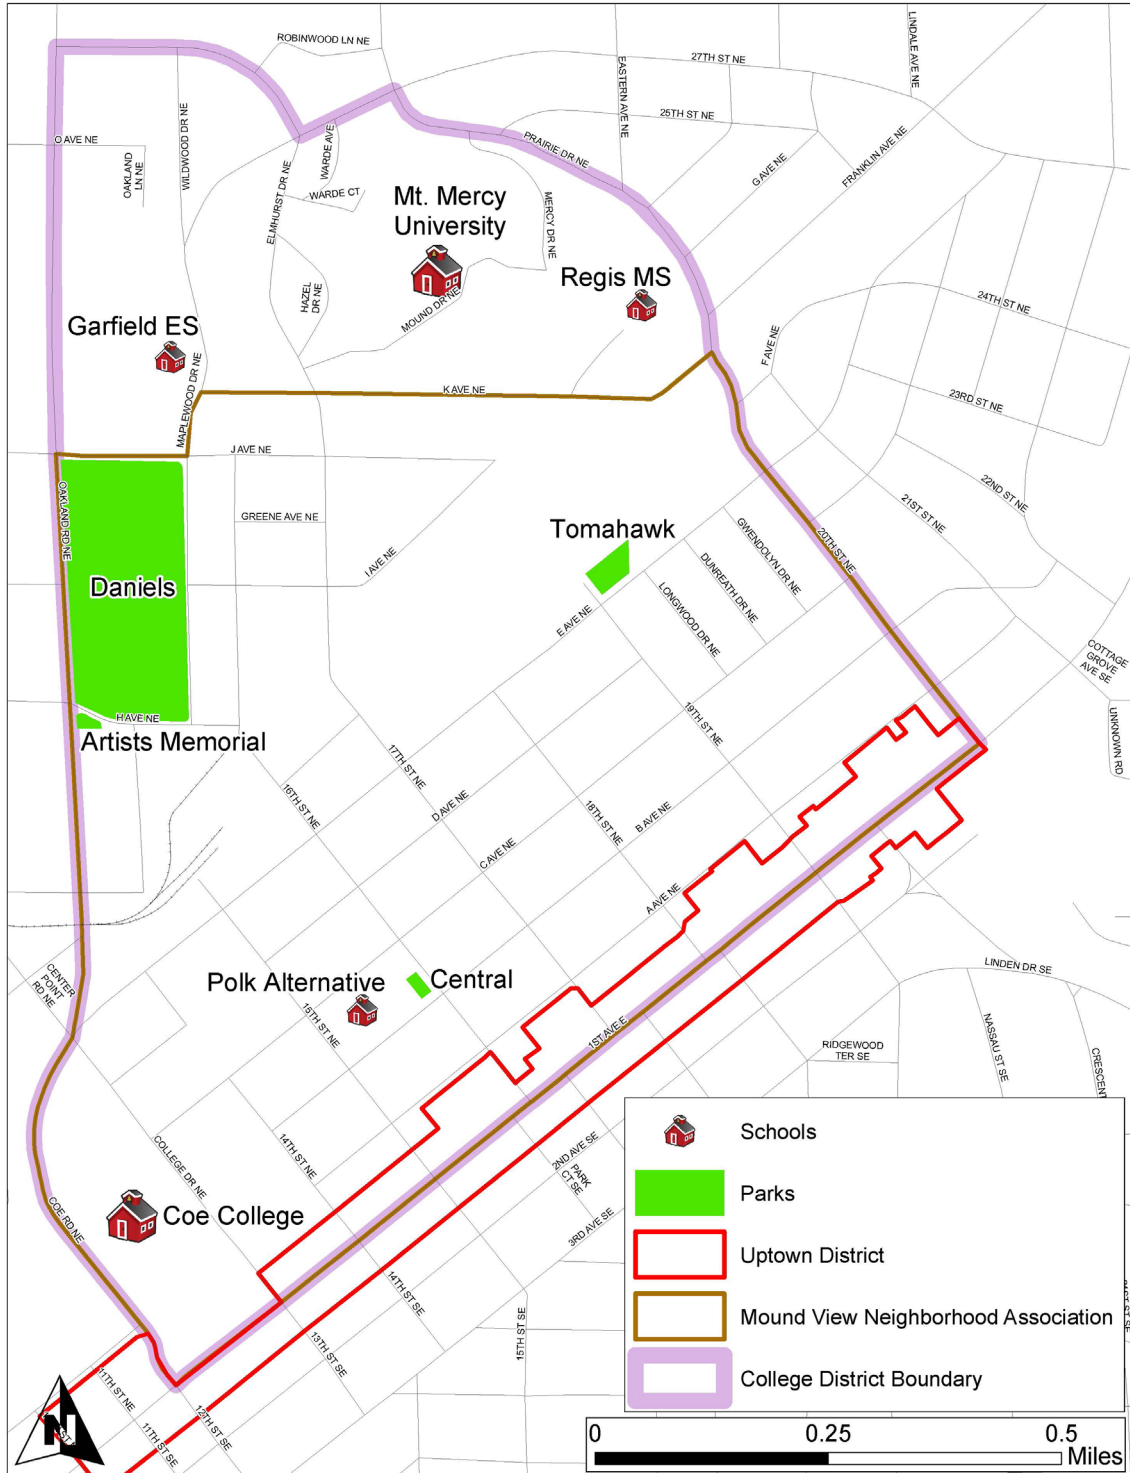 ROBINWOOD LN NE
LINDALE AVE NE
27TH ST NE
EASTERN AVE NE
25TH ST NE
O AVE NE
WILDWOOD DR NE
OAKLAND
LN NE
WARDE AVE
PRAIRIE DR NE
G AVE NE
FRANKLIN AVE NE
ELMHURST DR NE
WARDE CT
Mt. Mercy
University
MERCY DR NE
Regis MS
HAZEL
DR NE
MOUND DR NE
24TH ST NE
Garfield ES
F AVE NE
MAPLEWOOD DR NE
K AVE NE
23RD ST NE
J AVE NE
OAKLAND RD NE
22ND ST NE
21ST ST NE
GREENE AVE NE
Tomahawk
GWENDOLYN DR NE
20TH ST NE
I AVE NE
DUNREATH DR NE
Daniels
LONGWOOD DR NE
E AVE NE
COTTAGE
GROVE
AVE SE
H AVE NE
19TH ST NE
UNKNOWN RD
Artists Memorial
17TH ST NE
16TH ST NE
D AVE NE
18TH ST NE
B AVE NE
C AVE NE
A AVE NE
CENTER
POINT
RD NE
Polk Alternative
Central
LINDEN DR SE
15TH ST NE
1ST AVE E
NASSAU ST SE
RIDGEWOOD
TER SE
CRESCENT
COLLEGE DR NE
14TH ST NE
2ND AVE SE
PARK
CT SE
Schools
Parks
COE RD NE
Coe College
3RD AVE SE
Uptown District
14TH ST SE
Mound View Neighborhood Association
13TH ST SE
15TH ST SE
College District Boundary
11TH ST NE
12TH ST SE
11TH ST SE
N
0 0.25 0.5
Miles